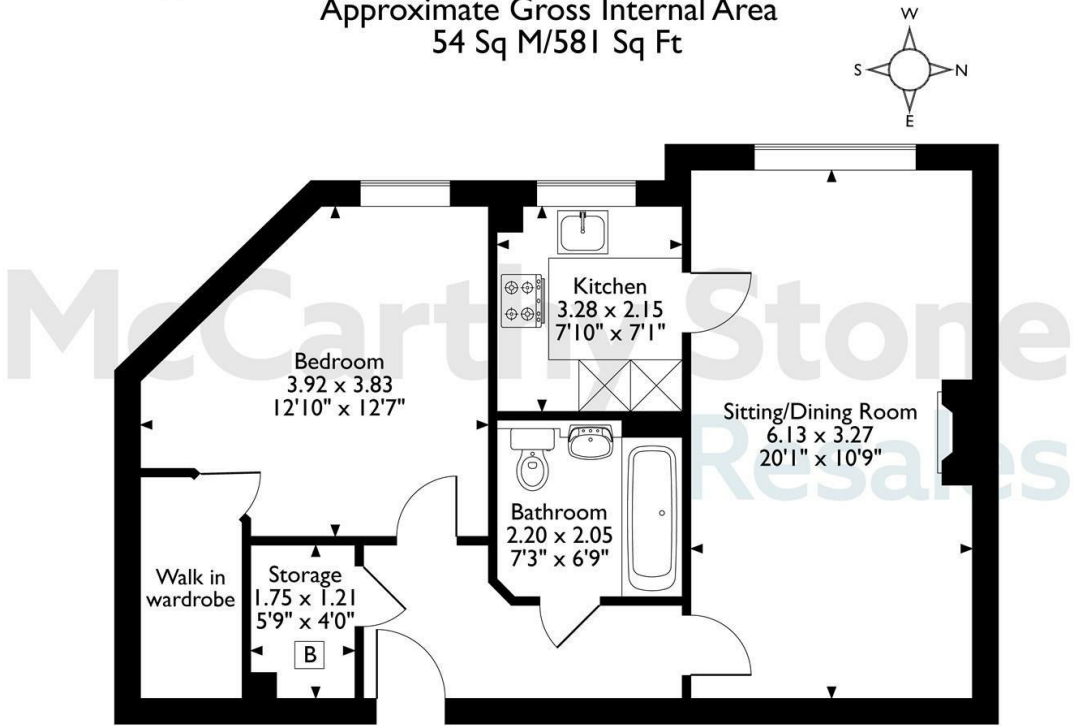 Approximate Gross Internal Area
54 Sq M/581 Sq Ft
W
S
N
E
McCarthy Stone
Resales
Kitchen
3.28 x 2.15
7'10" x 7'1"
Bedroom
3.92 x 3.83
12'10" x 12'7"
Sitting/Dining Room
6.13 x 3.27
20'1" x 10'9"
Bathroom
2.20 x 2.05
7'3" x 6'9"
Walk in
wardrobe
Storage
1.75 x 1.21
5'9" x 4'0"
B